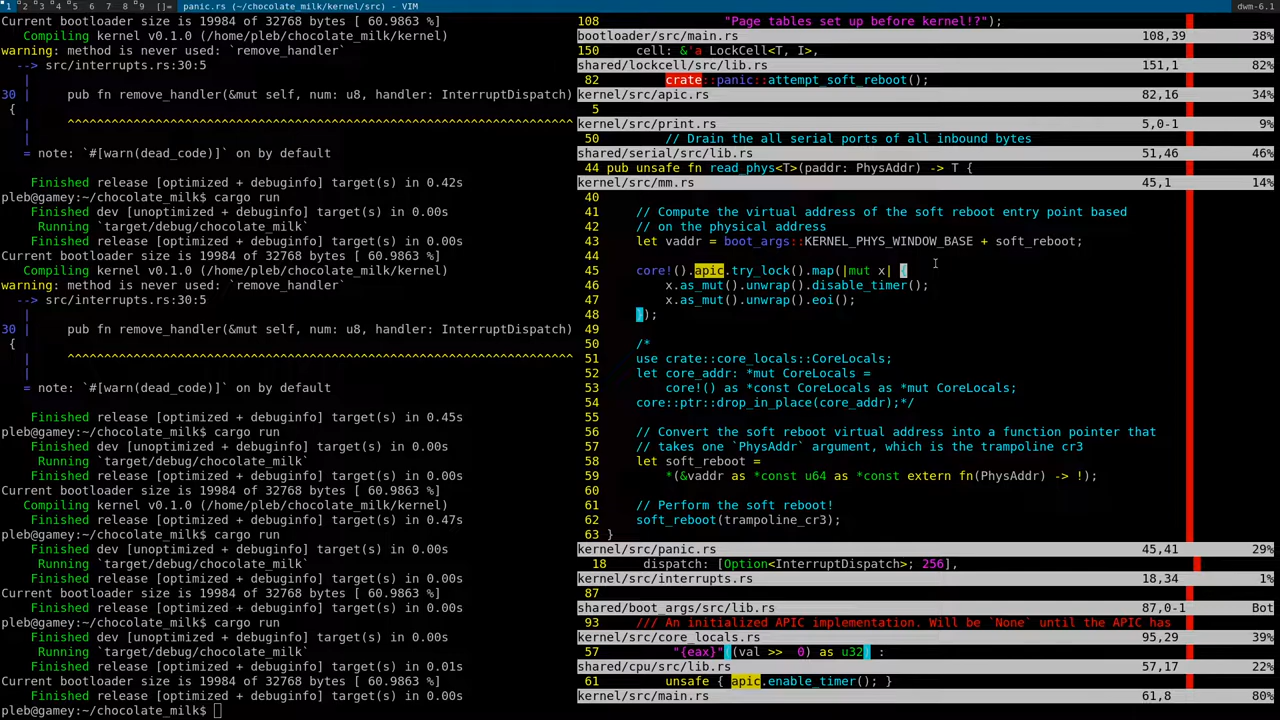 1 2 3 4 5 6 7 8 9 []= panic.rs (~/chocolate_milk/kernel/src) - VIM dwm-6.1
Current bootloader size is 19984 of 32768 bytes [ 60.9863 %]
Compiling kernel v0.1.0 (/home/pleb/chocolate_milk/kernel)
warning: method is never used: `remove_handler`
--> src/interrupts.rs:30:5
|
30 | pub fn remove_handler(&mut self, num: u8, handler: InterruptDispatch)
{
| ^^^^^^^^^^^^^^^^^^^^^^^^^^^^^^^^^^^^^^^^^^^^^^^^^^^^^^^^^^^^^^^^^^^^^
|
= note: `#[warn(dead_code)]` on by default
Finished release [optimized + debuginfo] target(s) in 0.42s
pleb@gamey:~/chocolate_milk$ cargo run
Finished dev [unoptimized + debuginfo] target(s) in 0.00s
Running `target/debug/chocolate_milk`
Finished release [optimized + debuginfo] target(s) in 0.00s
Current bootloader size is 19984 of 32768 bytes [ 60.9863 %]
Compiling kernel v0.1.0 (/home/pleb/chocolate_milk/kernel)
warning: method is never used: `remove_handler`
--> src/interrupts.rs:30:5
|
30 | pub fn remove_handler(&mut self, num: u8, handler: InterruptDispatch)
{
| ^^^^^^^^^^^^^^^^^^^^^^^^^^^^^^^^^^^^^^^^^^^^^^^^^^^^^^^^^^^^^^^^^^^^^
|
= note: `#[warn(dead_code)]` on by default
Finished release [optimized + debuginfo] target(s) in 0.45s
pleb@gamey:~/chocolate_milk$ cargo run
Finished dev [unoptimized + debuginfo] target(s) in 0.00s
Running `target/debug/chocolate_milk`
Finished release [optimized + debuginfo] target(s) in 0.00s
Current bootloader size is 19984 of 32768 bytes [ 60.9863 %]
Compiling kernel v0.1.0 (/home/pleb/chocolate_milk/kernel)
Finished release [optimized + debuginfo] target(s) in 0.47s
pleb@gamey:~/chocolate_milk$ cargo run
Finished dev [unoptimized + debuginfo] target(s) in 0.00s
Running `target/debug/chocolate_milk`
Finished release [optimized + debuginfo] target(s) in 0.00s
Current bootloader size is 19984 of 32768 bytes [ 60.9863 %]
Finished release [optimized + debuginfo] target(s) in 0.00s
pleb@gamey:~/chocolate_milk$ cargo run
Finished dev [unoptimized + debuginfo] target(s) in 0.00s
Running `target/debug/chocolate_milk`
Finished release [optimized + debuginfo] target(s) in 0.01s
Current bootloader size is 19984 of 32768 bytes [ 60.9863 %]
Finished release [optimized + debuginfo] target(s) in 0.00s
pleb@gamey:~/chocolate_milk$
108 "Page tables set up before kernel!?");
bootloader/src/main.rs 108,39 38%
150 cell: &'a LockCell<T, I>,
shared/lockcell/src/lib.rs 151,1 82%
82 crate::panic::attempt_soft_reboot();
kernel/src/apic.rs 82,16 34%
5
kernel/src/print.rs 5,0-1 9%
50 // Drain the all serial ports of all inbound bytes
shared/serial/src/lib.rs 51,46 46%
44 pub unsafe fn read_phys<T>(paddr: PhysAddr) -> T {
kernel/src/mm.rs 45,1 14%
40
41 // Compute the virtual address of the soft reboot entry point based
42 // on the physical address
43 let vaddr = boot_args::KERNEL_PHYS_WINDOW_BASE + soft_reboot;
44
45 core!().apic.try_lock().map(|mut x| {
46 x.as_mut().unwrap().disable_timer();
47 x.as_mut().unwrap().eoi();
48 });
49
50 /*
51 use crate::core_locals::CoreLocals;
52 let core_addr: *mut CoreLocals =
53 core!() as *const CoreLocals as *mut CoreLocals;
54 core::ptr::drop_in_place(core_addr);*/
55
56 // Convert the soft reboot virtual address into a function pointer that
57 // takes one `PhysAddr` argument, which is the trampoline cr3
58 let soft_reboot =
59 *(&vaddr as *const u64 as *const extern fn(PhysAddr) -> !);
60
61 // Perform the soft reboot!
62 soft_reboot(trampoline_cr3);
63 }
kernel/src/panic.rs 45,41 29%
18 dispatch: [Option<InterruptDispatch>; 256],
kernel/src/interrupts.rs 18,34 1%
87
shared/boot_args/src/lib.rs 87,0-1 Bot
93 /// An initialized APIC implementation. Will be `None` until the APIC has
kernel/src/core_locals.rs 95,29 39%
57 "{eax}"((val >> 0) as u32) :
shared/cpu/src/lib.rs 57,17 22%
61 unsafe { apic.enable_timer(); }
kernel/src/main.rs 61,8 80%